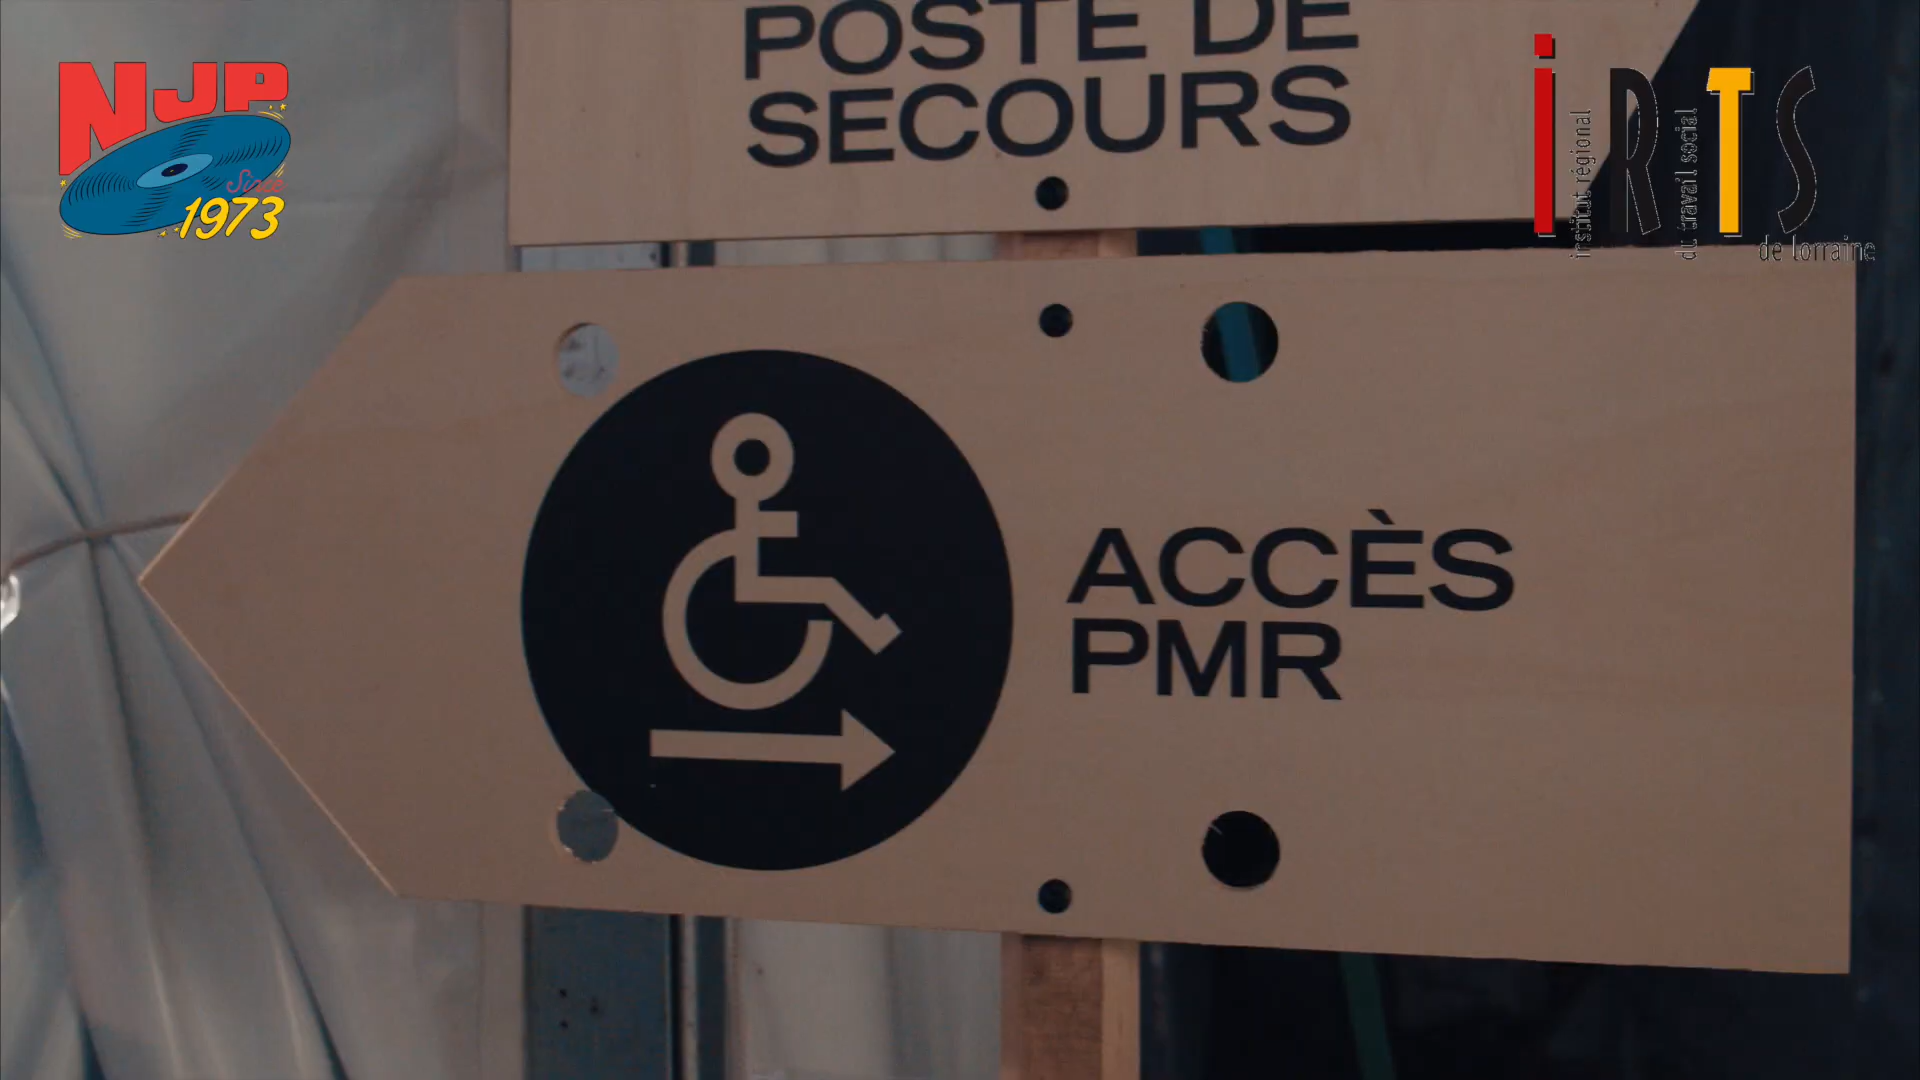 POSTE DE
SECOURS
NJP
Since
1973
iRTS
institut régional
du travail social
de lorraine
ACCÈS
PMR